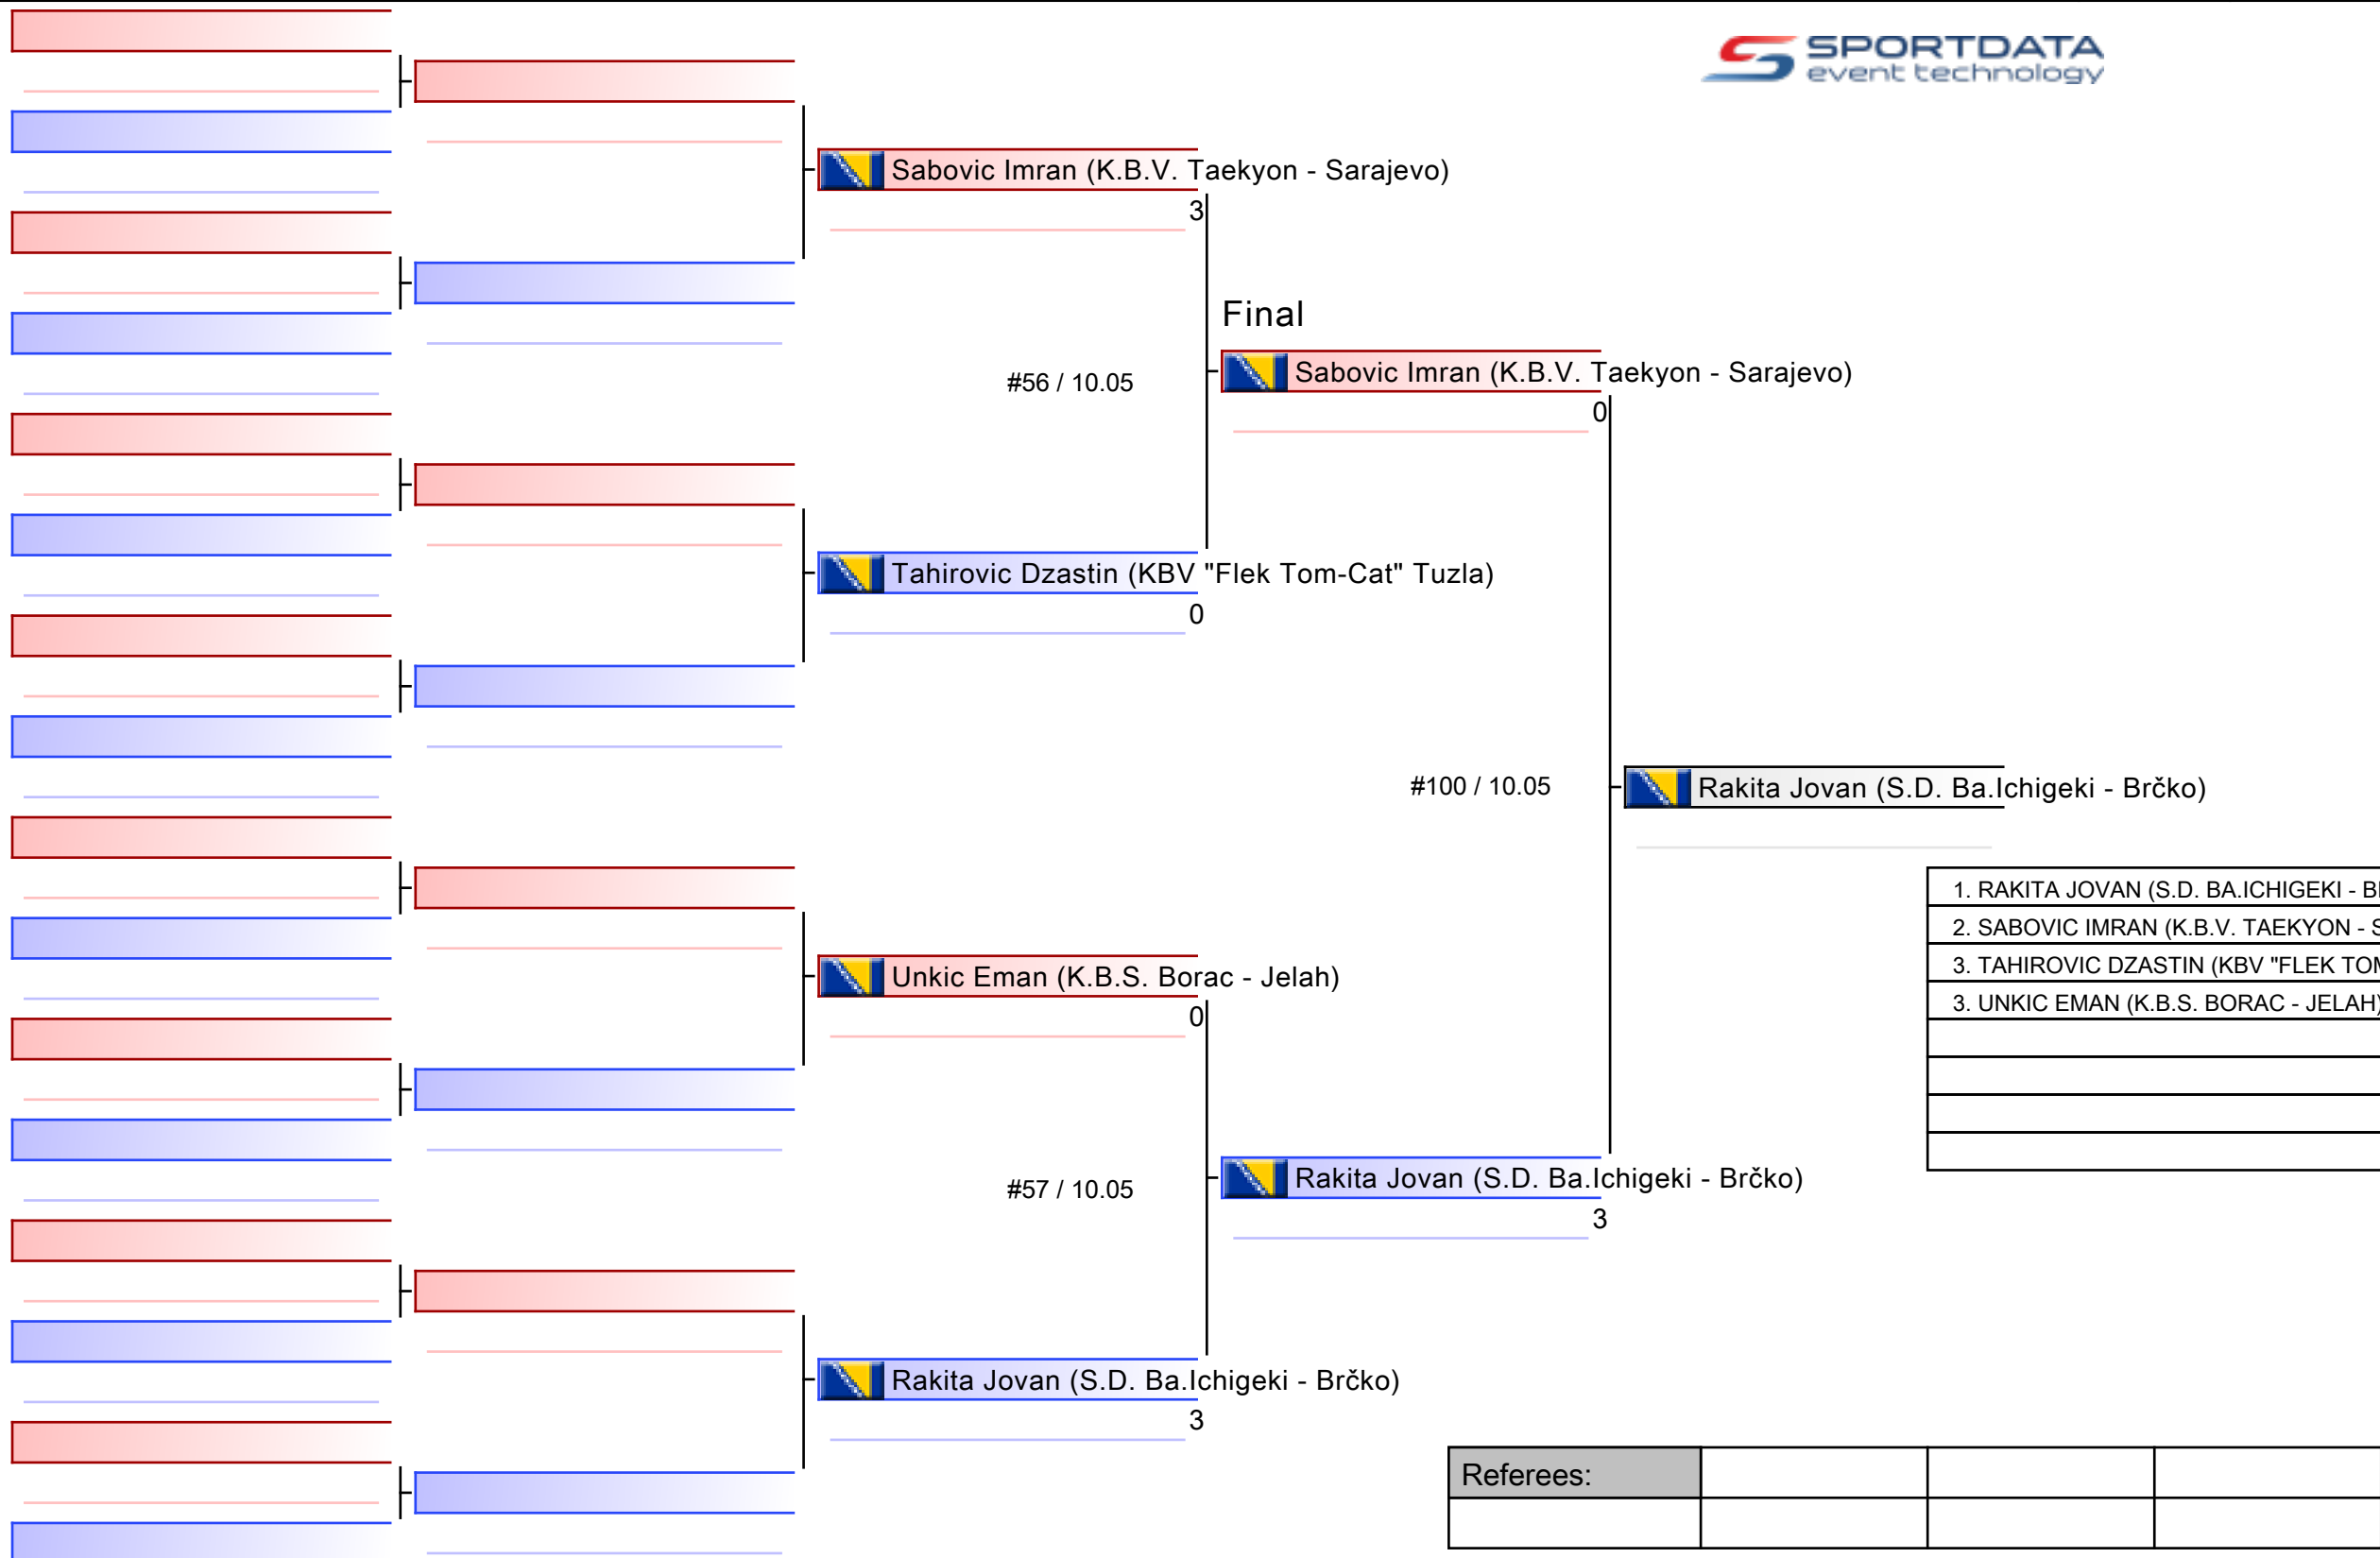 SPORTDATA
event technology
Sabovic Imran (K.B.V. Taekyon - Sarajevo)
3
Final
#56 / 10.05
Sabovic Imran (K.B.V. Taekyon - Sarajevo)
0
Tahirovic Dzastin (KBV "Flek Tom-Cat" Tuzla)
0
#100 / 10.05
Rakita Jovan (S.D. Ba.Ichigeki - Brčko)
1. RAKITA JOVAN (S.D. BA.ICHIGEKI -
2. SABOVIC IMRAN (K.B.V. TAEKYON -
3. TAHIROVIC DZASTIN (KBV "FLEK
3. UNKIC EMAN (K.B.S. BORAC - JELAH)
Unkic Eman (K.B.S. Borac - Jelah)
0
#57 / 10.05
Rakita Jovan (S.D. Ba.Ichigeki - Brčko)
3
Rakita Jovan (S.D. Ba.Ichigeki - Brčko)
3
Referees: